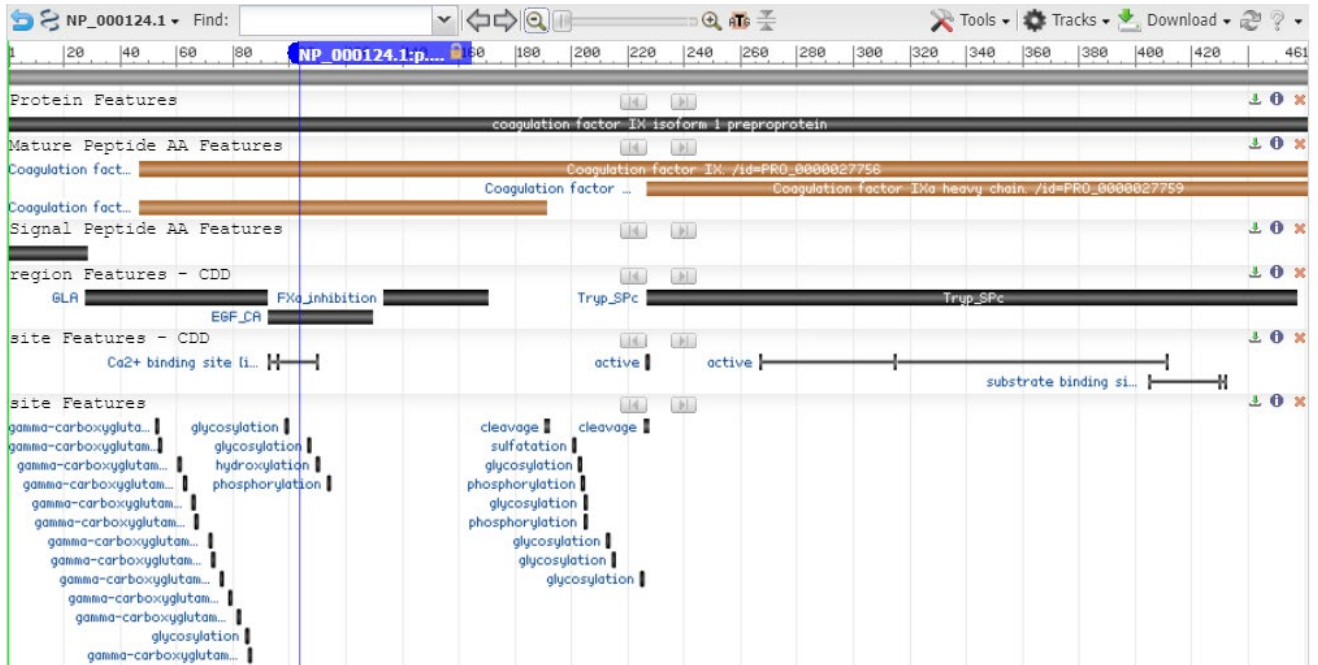 NP_000124.1 Find: ATG Tools Tracks Download ?
1 20 40 60 80 NP_000124.1:p.... 160 180 200 220 240 260 280 300 320 340 360 380 400 420 461
Protein Features
coagulation factor IX isoform 1 preproprotein
Mature Peptide AA Features
Coagulation fact... Coagulation factor IX. /id=PRO_0000027756
Coagulation factor ... Coagulation factor IXa heavy chain. /id=PRO_0000027759
Coagulation fact...
Signal Peptide AA Features
region Features - CDD
GLA FXa_inhibition Tryp_SPc Tryp_SPc
EGF_CA
site Features - CDD
Ca2+ binding site [i... active active
substrate binding si...
site Features
gamma-carboxygluta... glycosylation cleavage cleavage
gamma-carboxyglutam... glycosylation sulfatation
gamma-carboxyglutam... hydroxylation glycosylation
gamma-carboxyglutam... phosphorylation phosphorylation
gamma-carboxyglutam... glycosylation
gamma-carboxyglutam... phosphorylation
gamma-carboxyglutam... glycosylation
gamma-carboxyglutam... glycosylation
gamma-carboxyglutam... glycosylation
gamma-carboxyglutam...
gamma-carboxyglutam...
glycosylation
gamma-carboxyglutam...